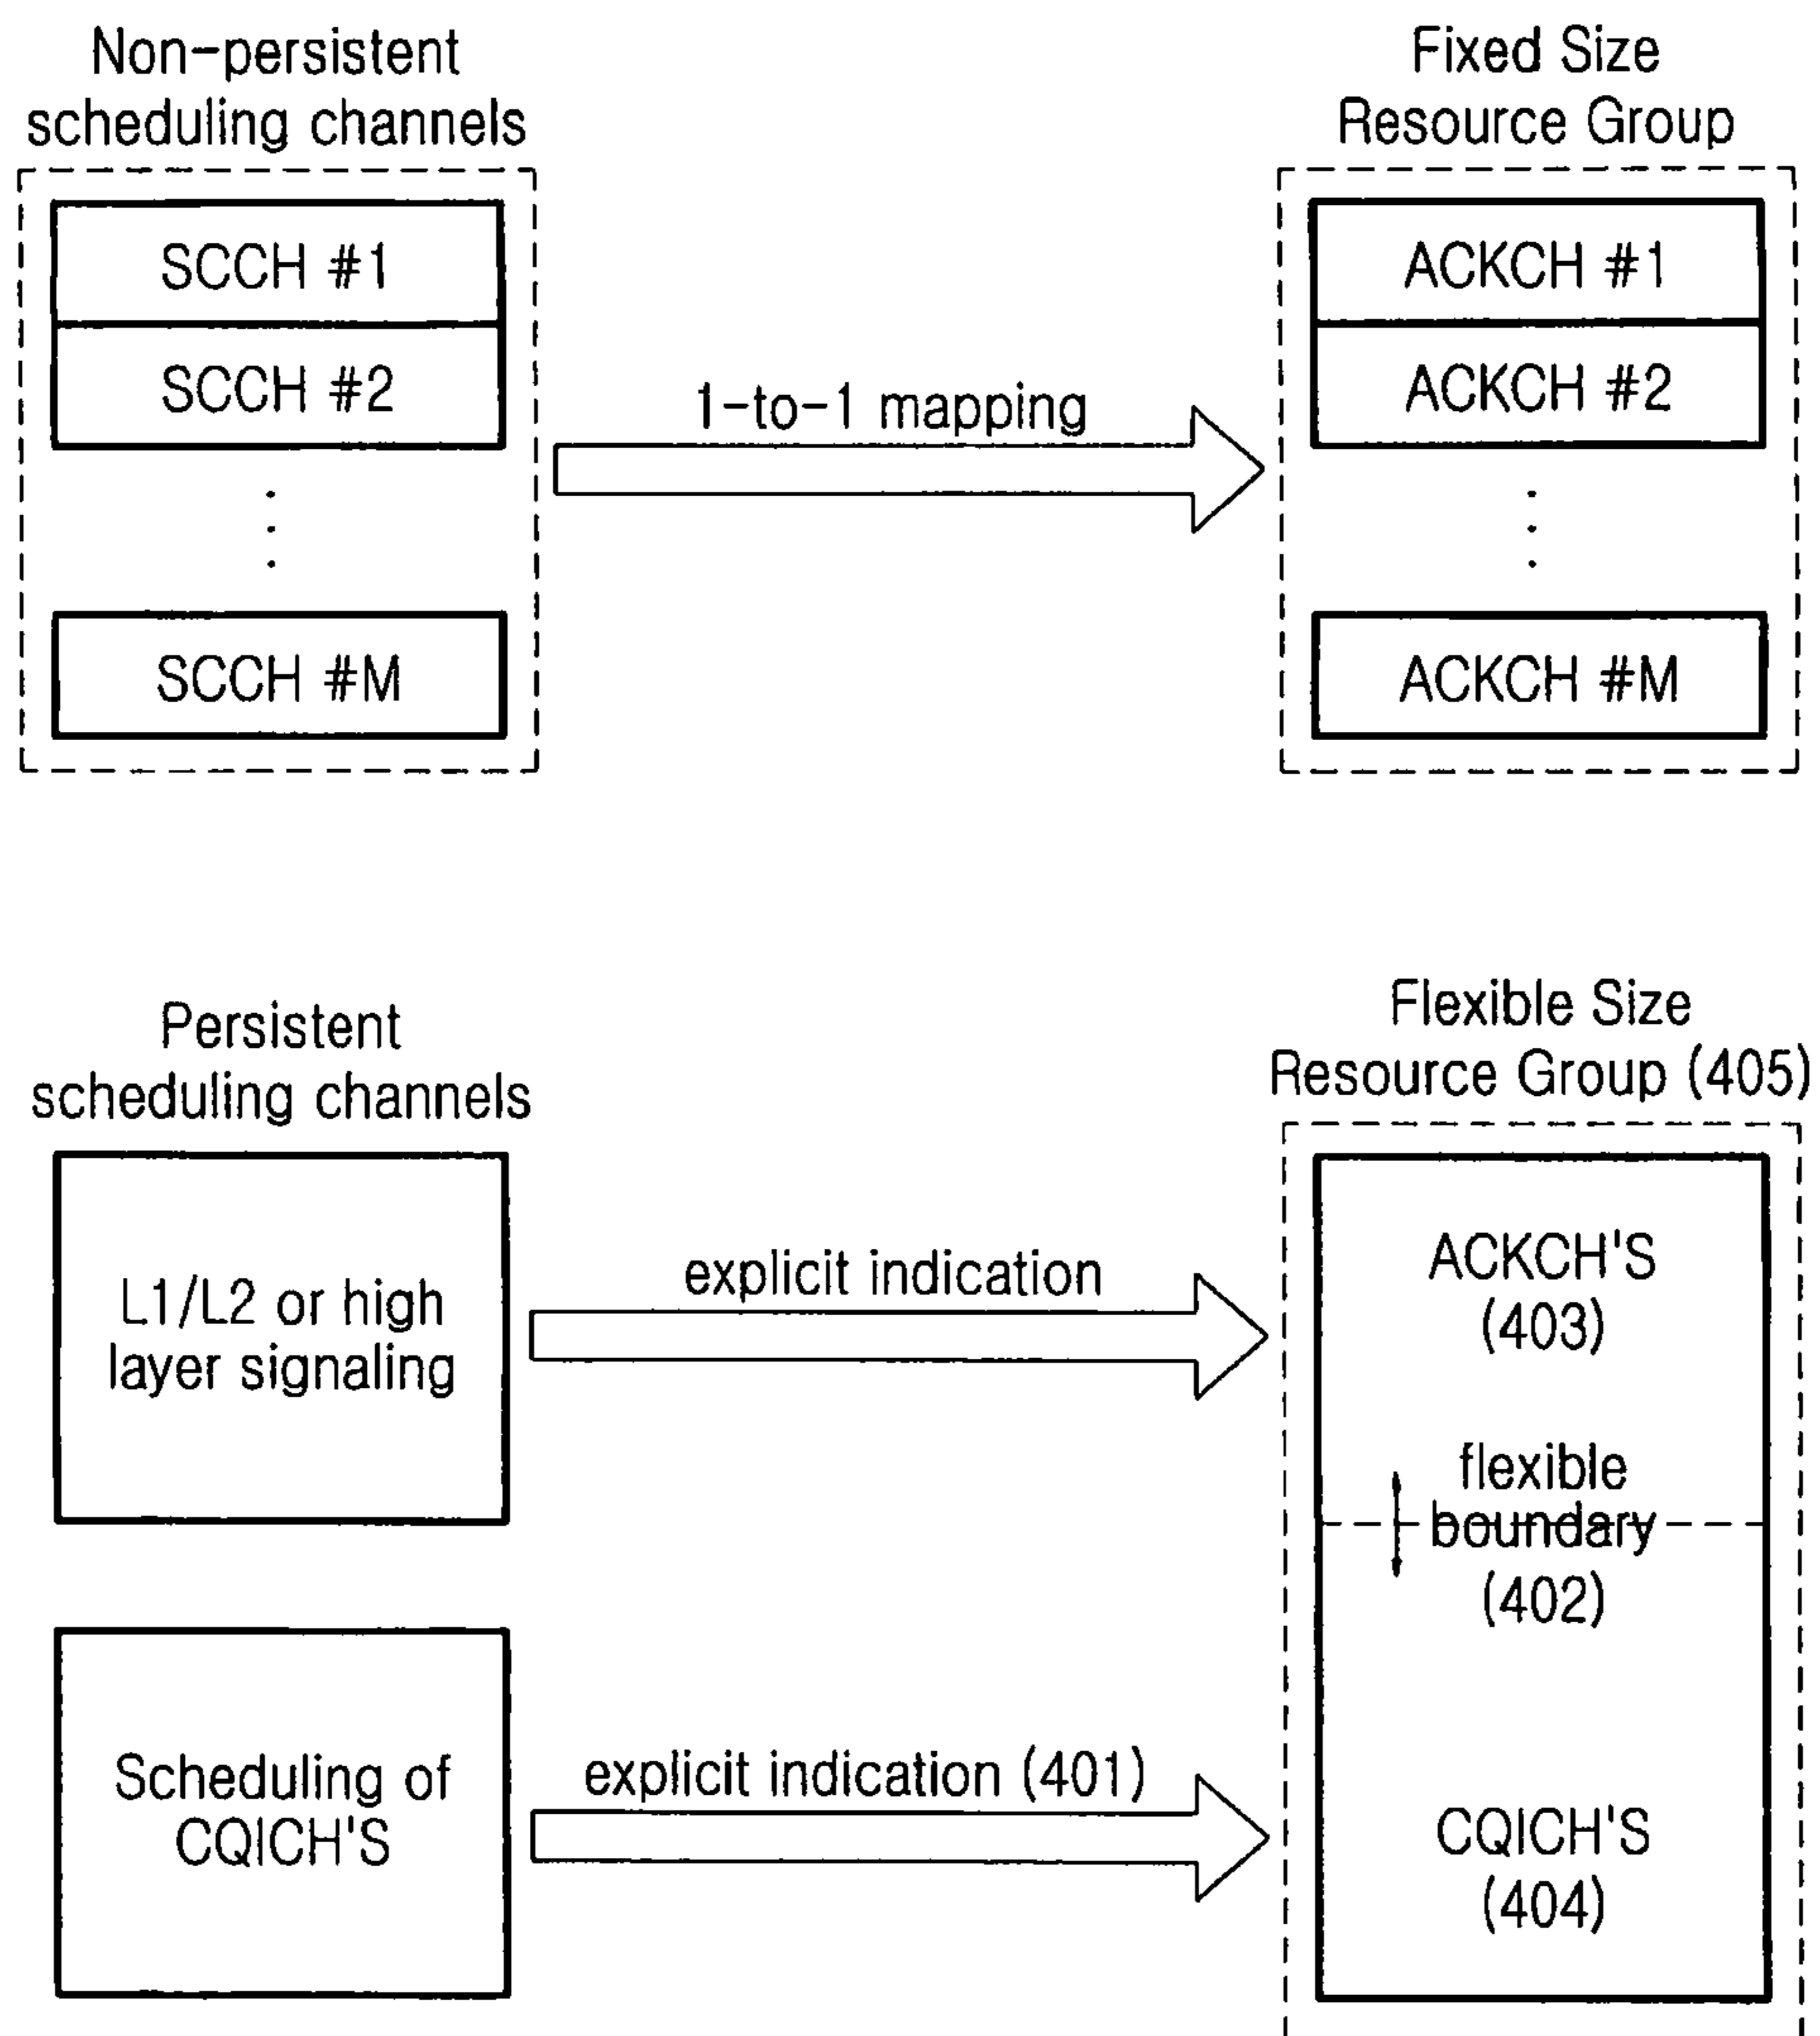 Non-persistent
scheduling channels
SCCH #1
SCCH #2
SCCH #M
1-to-1 mapping
Fixed Size
Resource Group
ACKCH #1
ACKCH #2
ACKCH #M
Persistent
scheduling channels
L1/L2 or high
layer signaling
explicit indication
Scheduling of
CQICH'S
explicit indication (401)
Flexible Size
Resource Group (405)
ACKCH'S
(403)
flexible
boundary
(402)
CQICH'S
(404)